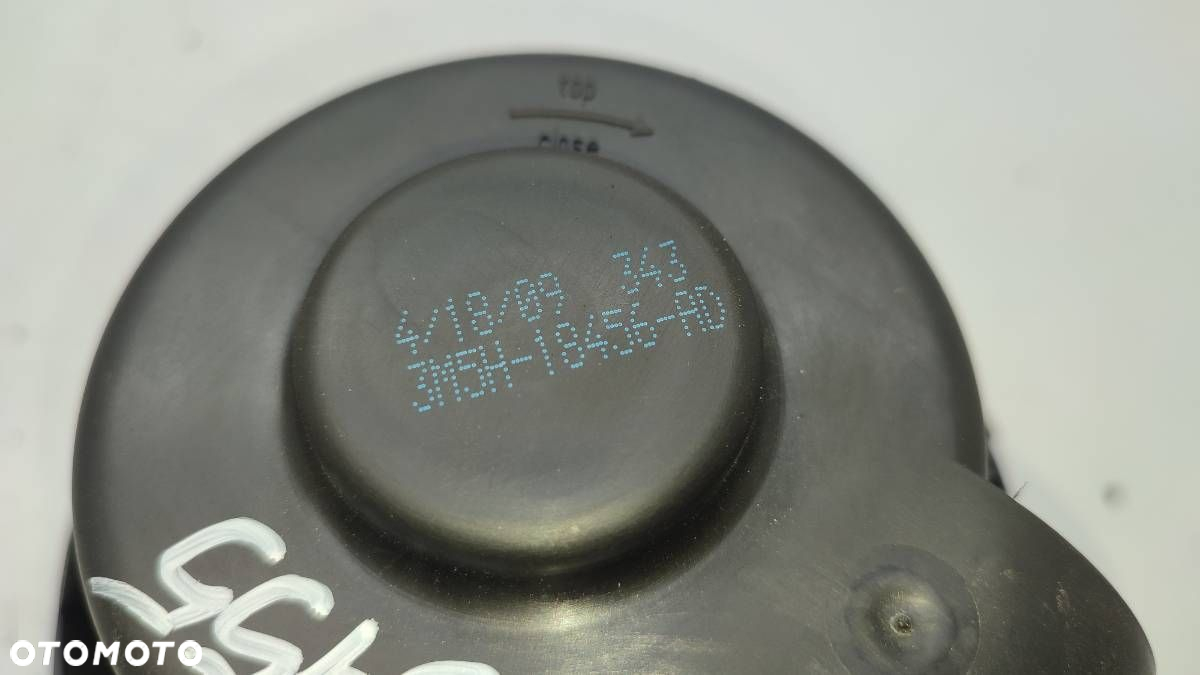 Top
close
4/18/09 343
3M5H-18456-AD
OTOMOTO